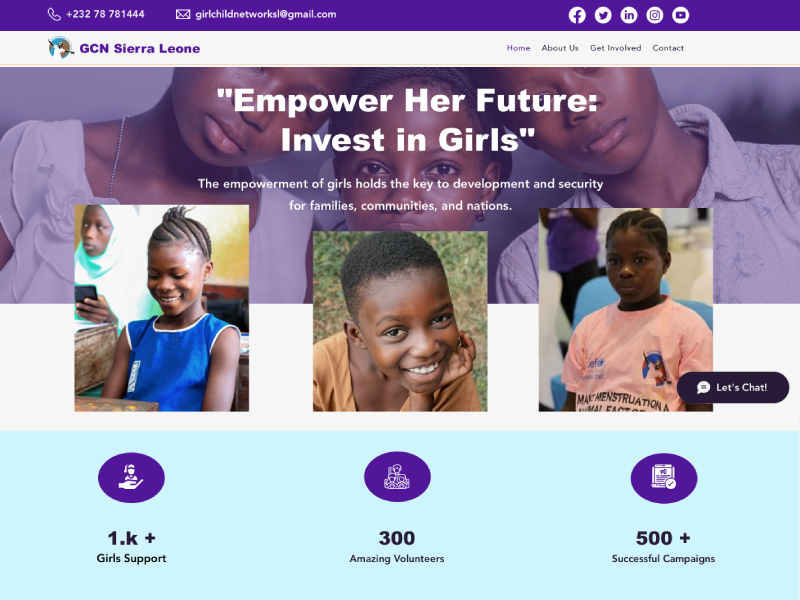 +232 78 781444
girlchildnetworksl@gmail.com
GCN Sierra Leone
Home
About Us
Get Involved
Contact
"Empower Her Future:
Invest in Girls"
The empowerment of girls holds the key to development and security
for families, communities, and nations.
MENSTRUATION A
Let's Chat!
1.k +
Girls Support
300
Amazing Volunteers
500 +
Successful Campaigns